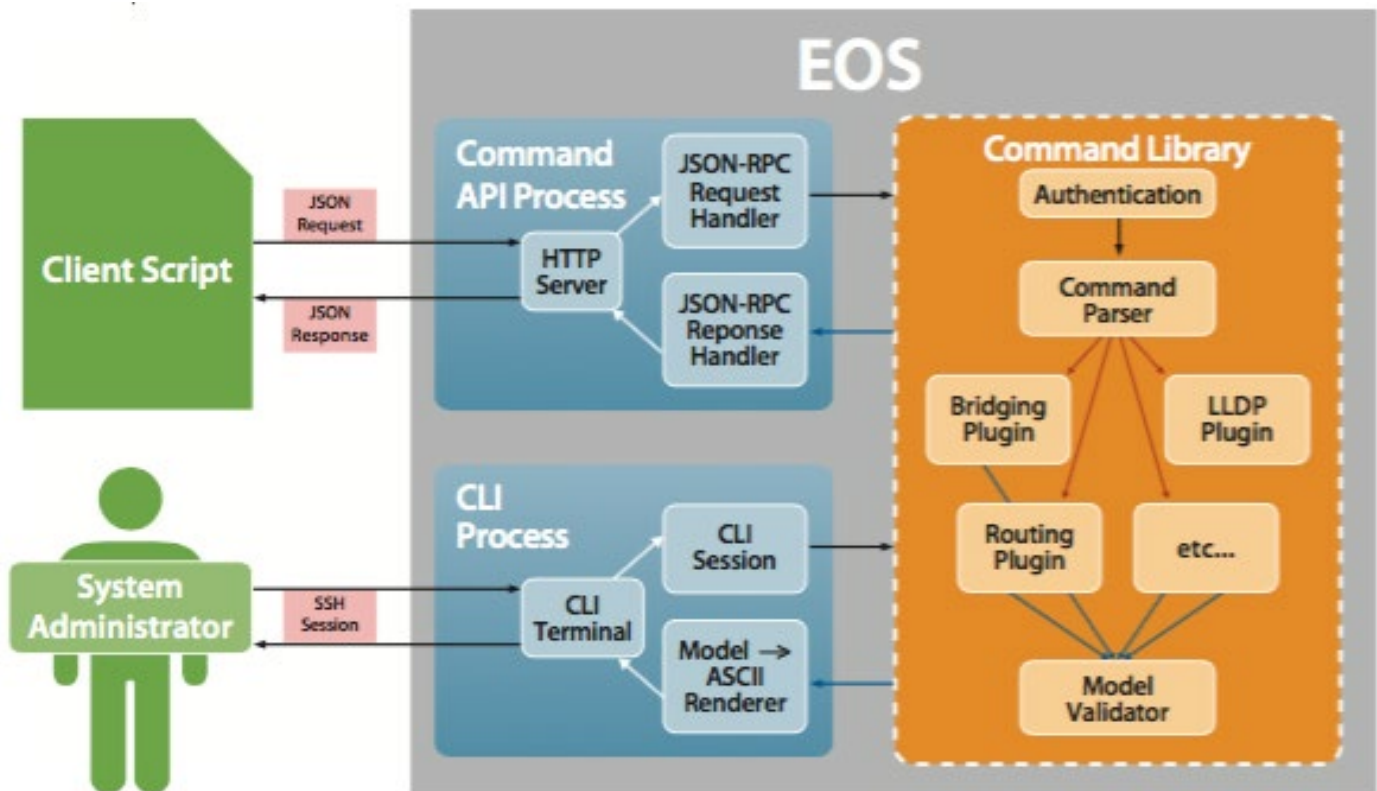 EOS
Command
API Process
JSON-RPC
Request
Handler
HTTP
Server
JSON-RPC
Reponse
Handler
Client Script
JSON
Request
JSON
Response
Command Library
Authentication
Command
Parser
Bridging
Plugin
LLDP
Plugin
Routing
Plugin
etc...
Model
Validator
CLI
Process
CLI
Session
CLI
Terminal
Model →
ASCII
Renderer
System
Administrator
SSH
Session